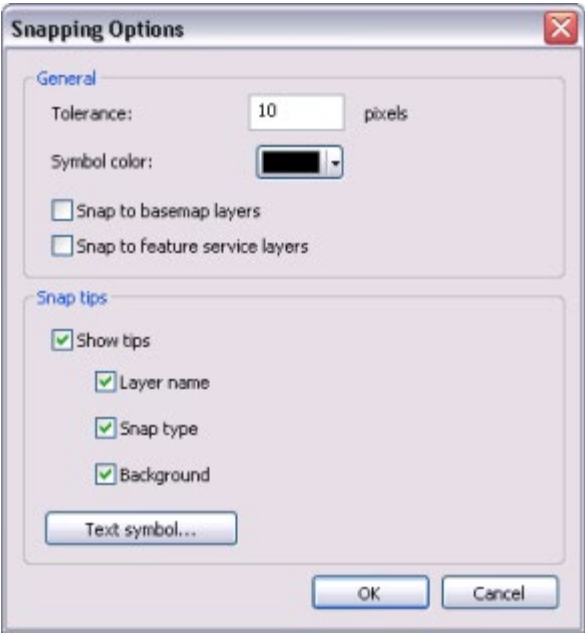 Snapping Options
General
Tolerance: 10 pixels
Symbol color:
Snap to basemap layers
Snap to feature service layers
Snap tips
Show tips
Layer name
Snap type
Background
Text symbol...
OK Cancel